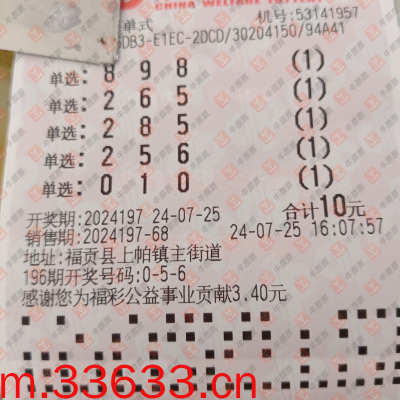 CHINA WELFARE LOTTERY
单式
机号:53141957
DB3-E1EC-2DCD/30204150/94A41
单选: 8 9 8 (1)
单选: 2 6 5 (1)
单选: 2 8 5 (1)
单选: 2 5 6 (1)
单选: 0 1 0 (1)
合计10元
开奖期:2024197 24-07-25
销售期:2024197-68 24-07-25 16:07:57
地址:福贡县上帕镇主街道
196期开奖号码:0-5-6
感谢您为福彩公益事业贡献3.40元
m.33633.cn